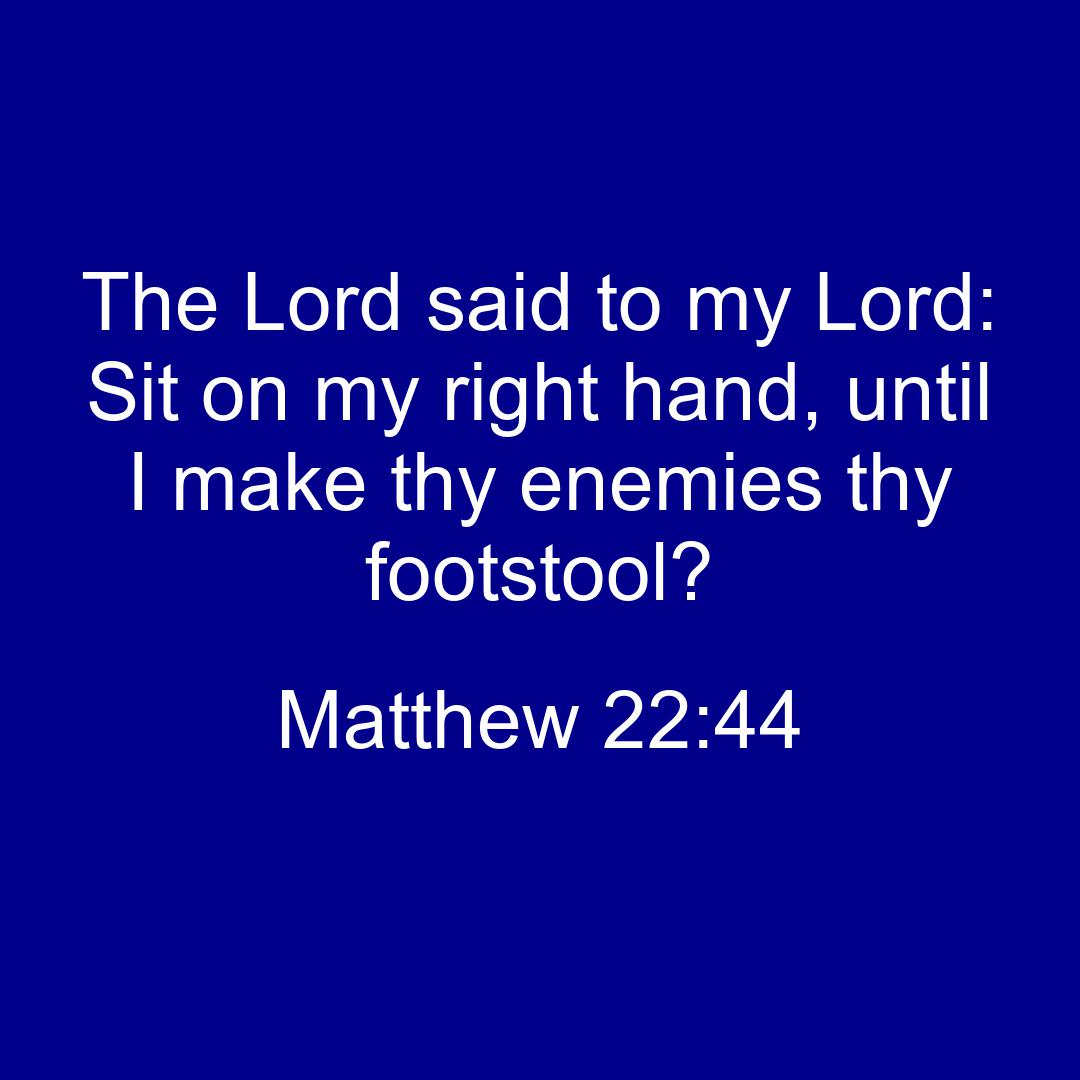 The Lord said to my Lord:
Sit on my right hand, until
I make thy enemies thy
footstool?
Matthew 22:44